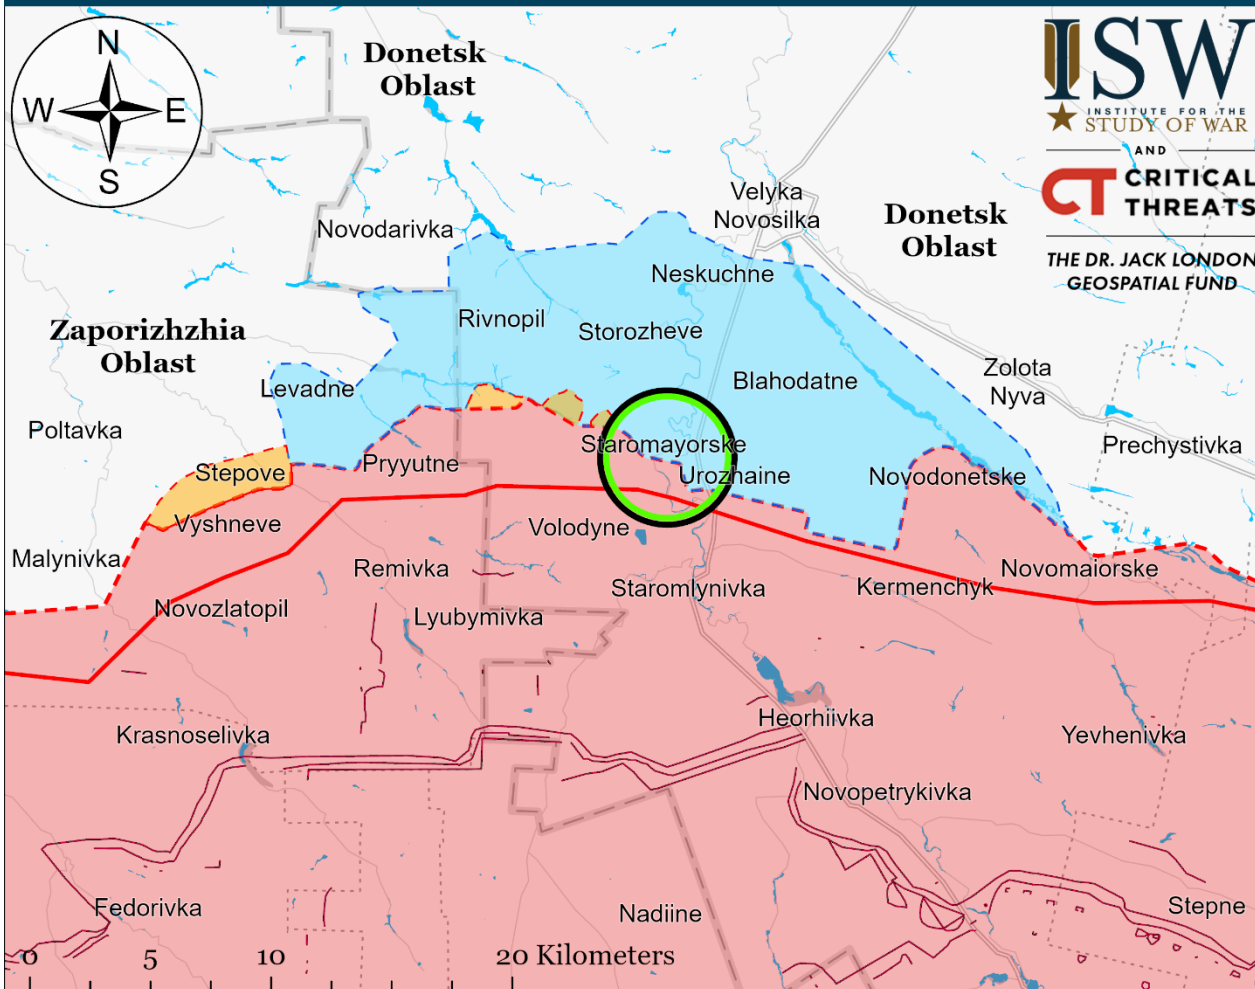 N
W
E
S
Donetsk
Oblast
ISW
INSTITUTE FOR THE
STUDY OF WAR
AND
CT CRITICAL
THREATS
THE DR. JACK LONDON
GEOSPATIAL FUND
Velyka
Novosilka
Donetsk
Oblast
Novodarivka
Neskuchne
Rivnopil
Storozheve
Zaporizhzhia
Oblast
Levadne
Blahodatne
Zolota
Nyva
Poltavka
Staromayorske
Prechystivka
Stepove
Pryyutne
Urozhaine
Novodonetske
Vyshneve
Volodyne
Malynivka
Remivka
Novomaiorske
Staromlynivka
Kermenchyk
Novozlatopil
Lyubymivka
Krasnoselivka
Heorhiivka
Yevhenivka
Novopetrykivka
Fedorivka
Nadiine
Stepne
0 5 10 20 Kilometers